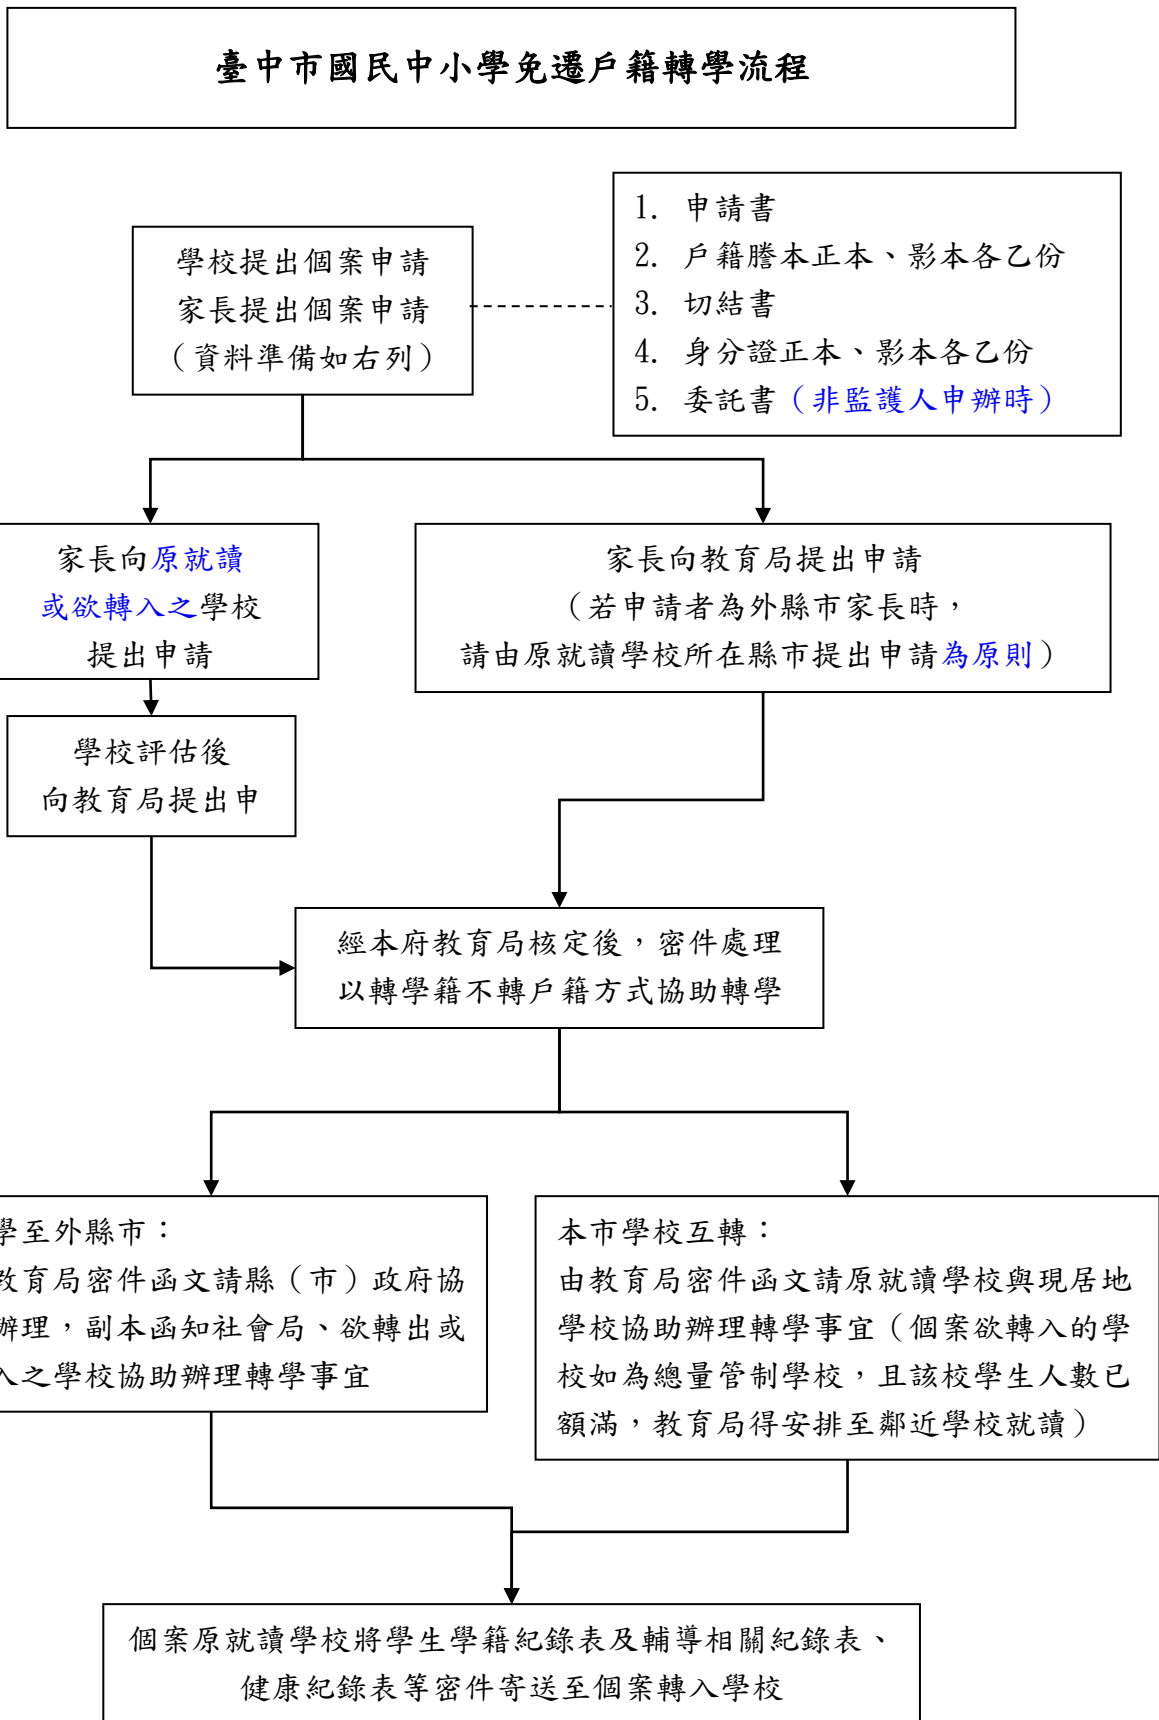 臺中市國民中小學免遷戶籍轉學流程
學校提出個案申請
家長提出個案申請
（資料準備如右列）
1. 申請書
2. 戶籍謄本正本、影本各乙份
3. 切結書
4. 身分證正本、影本各乙份
5. 委託書（非監護人申辦時）
家長向原就讀
或欲轉入之學校
提出申請
家長向教育局提出申請
（若申請者為外縣市家長時，
請由原就讀學校所在縣市提出申請為原則）
學校評估後
向教育局提出申
經本府教育局核定後，密件處理
以轉學籍不轉戶籍方式協助轉學
學至外縣市：
教育局密件函文請縣（市）政府協
辦理，副本函知社會局、欲轉出或
入之學校協助辦理轉學事宜
本市學校互轉：
由教育局密件函文請原就讀學校與現居地
學校協助辦理轉學事宜（個案欲轉入的學
校如為總量管制學校，且該校學生人數已
額滿，教育局得安排至鄰近學校就讀）
個案原就讀學校將學生學籍紀錄表及輔導相關紀錄表、
健康紀錄表等密件寄送至個案轉入學校